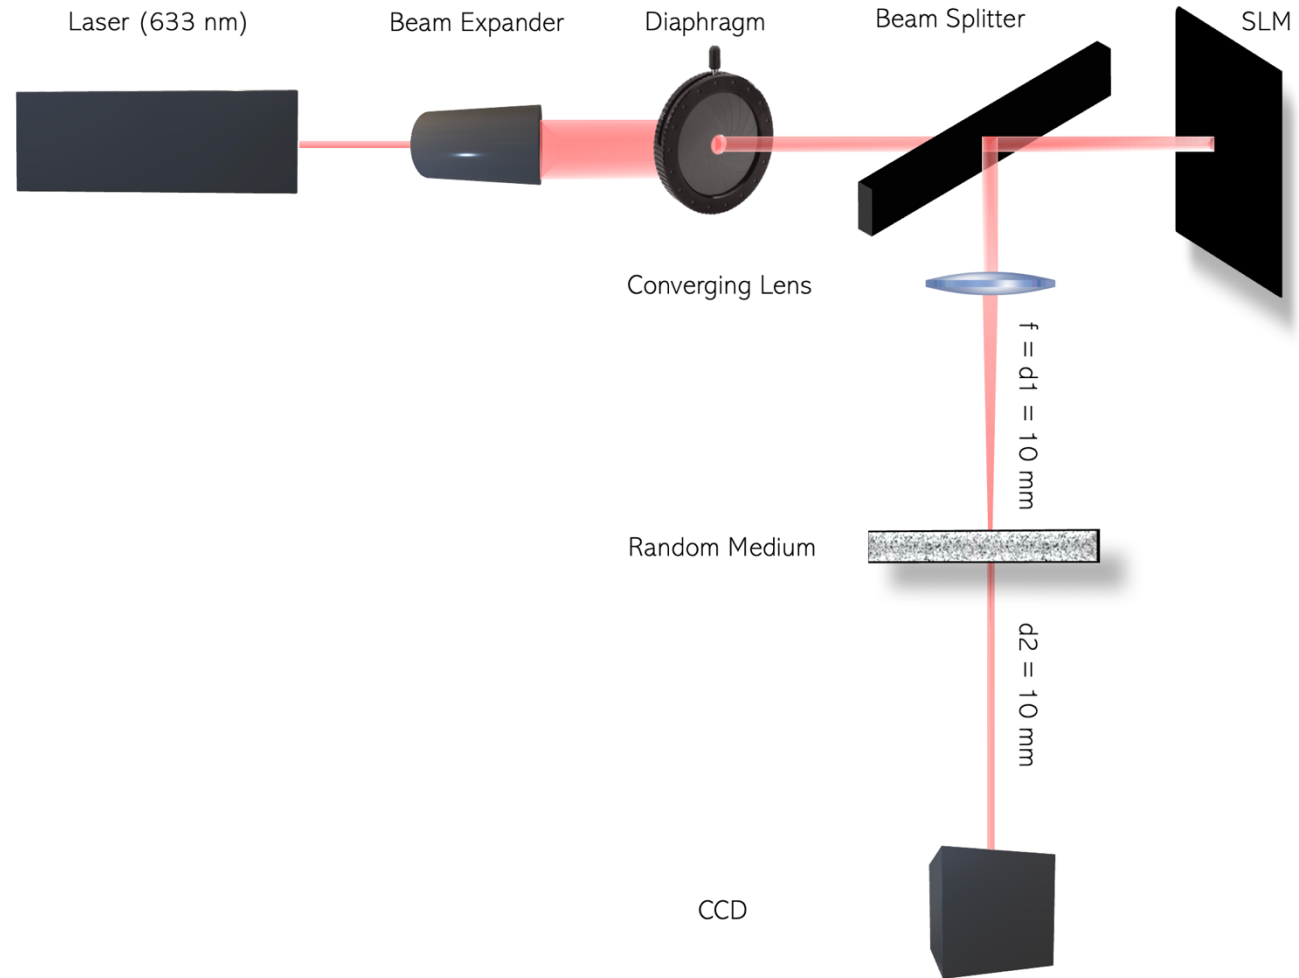 Laser (633 nm)
Beam Expander
Diaphragm
Beam Splitter
SLM
Converging Lens
f = d1 = 10 mm
Random Medium
d2 = 10 mm
CCD